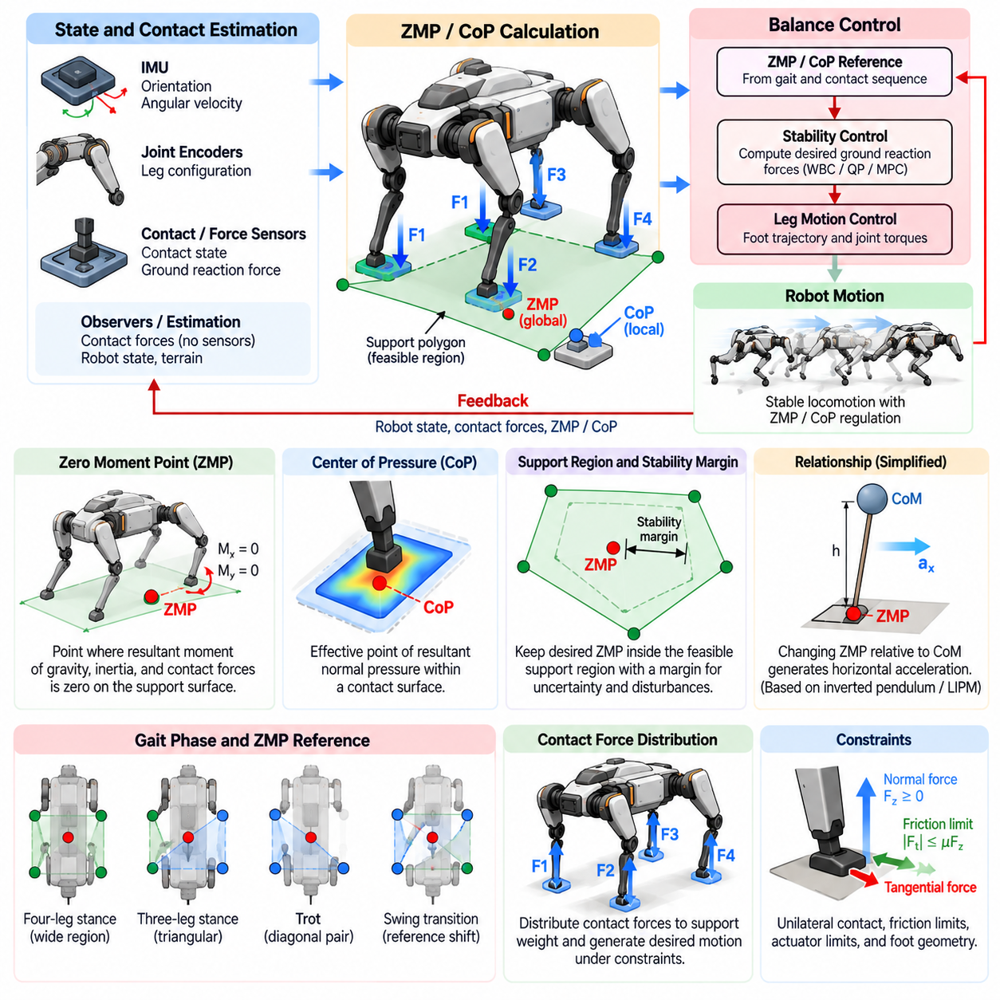 State and Contact Estimation
IMU
Orientation
Angular velocity
Joint Encoders
Leg configuration
Contact / Force Sensors
Contact state
Ground reaction force
Observers / Estimation
Contact forces (no sensors)
Robot state, terrain
ZMP / CoP Calculation
F1
F1
F2
F3
F4
ZMP
(global)
CoP
(local)
Support polygon
(feasible region)
Balance Control
ZMP / CoP Reference
From gait and contact sequence
Stability Control
Compute desired ground reaction
forces (WBC / QP / MPC)
Leg Motion Control
Foot trajectory and joint torques
Robot Motion
Stable locomotion with
ZMP / CoP regulation
Feedback
Robot state, contact forces, ZMP / CoP
Zero Moment Point (ZMP)
Mx = 0
My = 0
ZMP
Point where resultant moment
of gravity, inertia, and contact forces
is zero on the support surface.
Center of Pressure (CoP)
CoP
Effective point of resultant
normal pressure within
a contact surface.
Support Region and Stability Margin
Stability
margin
ZMP
Keep desired ZMP inside the feasible
support region with a margin for
uncertainty and disturbances.
Relationship (Simplified)
CoM
h
ax
ZMP
Changing ZMP relative to CoM
generates horizontal acceleration.
(Based on inverted pendulum / LIPM)
Gait Phase and ZMP Reference
Four-leg stance
(wide region)
Three-leg stance
(triangular)
Trot
(diagonal pair)
Swing transition
(reference shift)
Contact Force Distribution
F1
F2
F3
F4
Distribute contact forces to support
weight and generate desired motion
under constraints.
Constraints
Normal force
Fz ≥ 0
Friction limit
|Ft| ≤ μFz
Tangential force
Unilateral contact, friction limits,
actuator limits, and foot geometry.